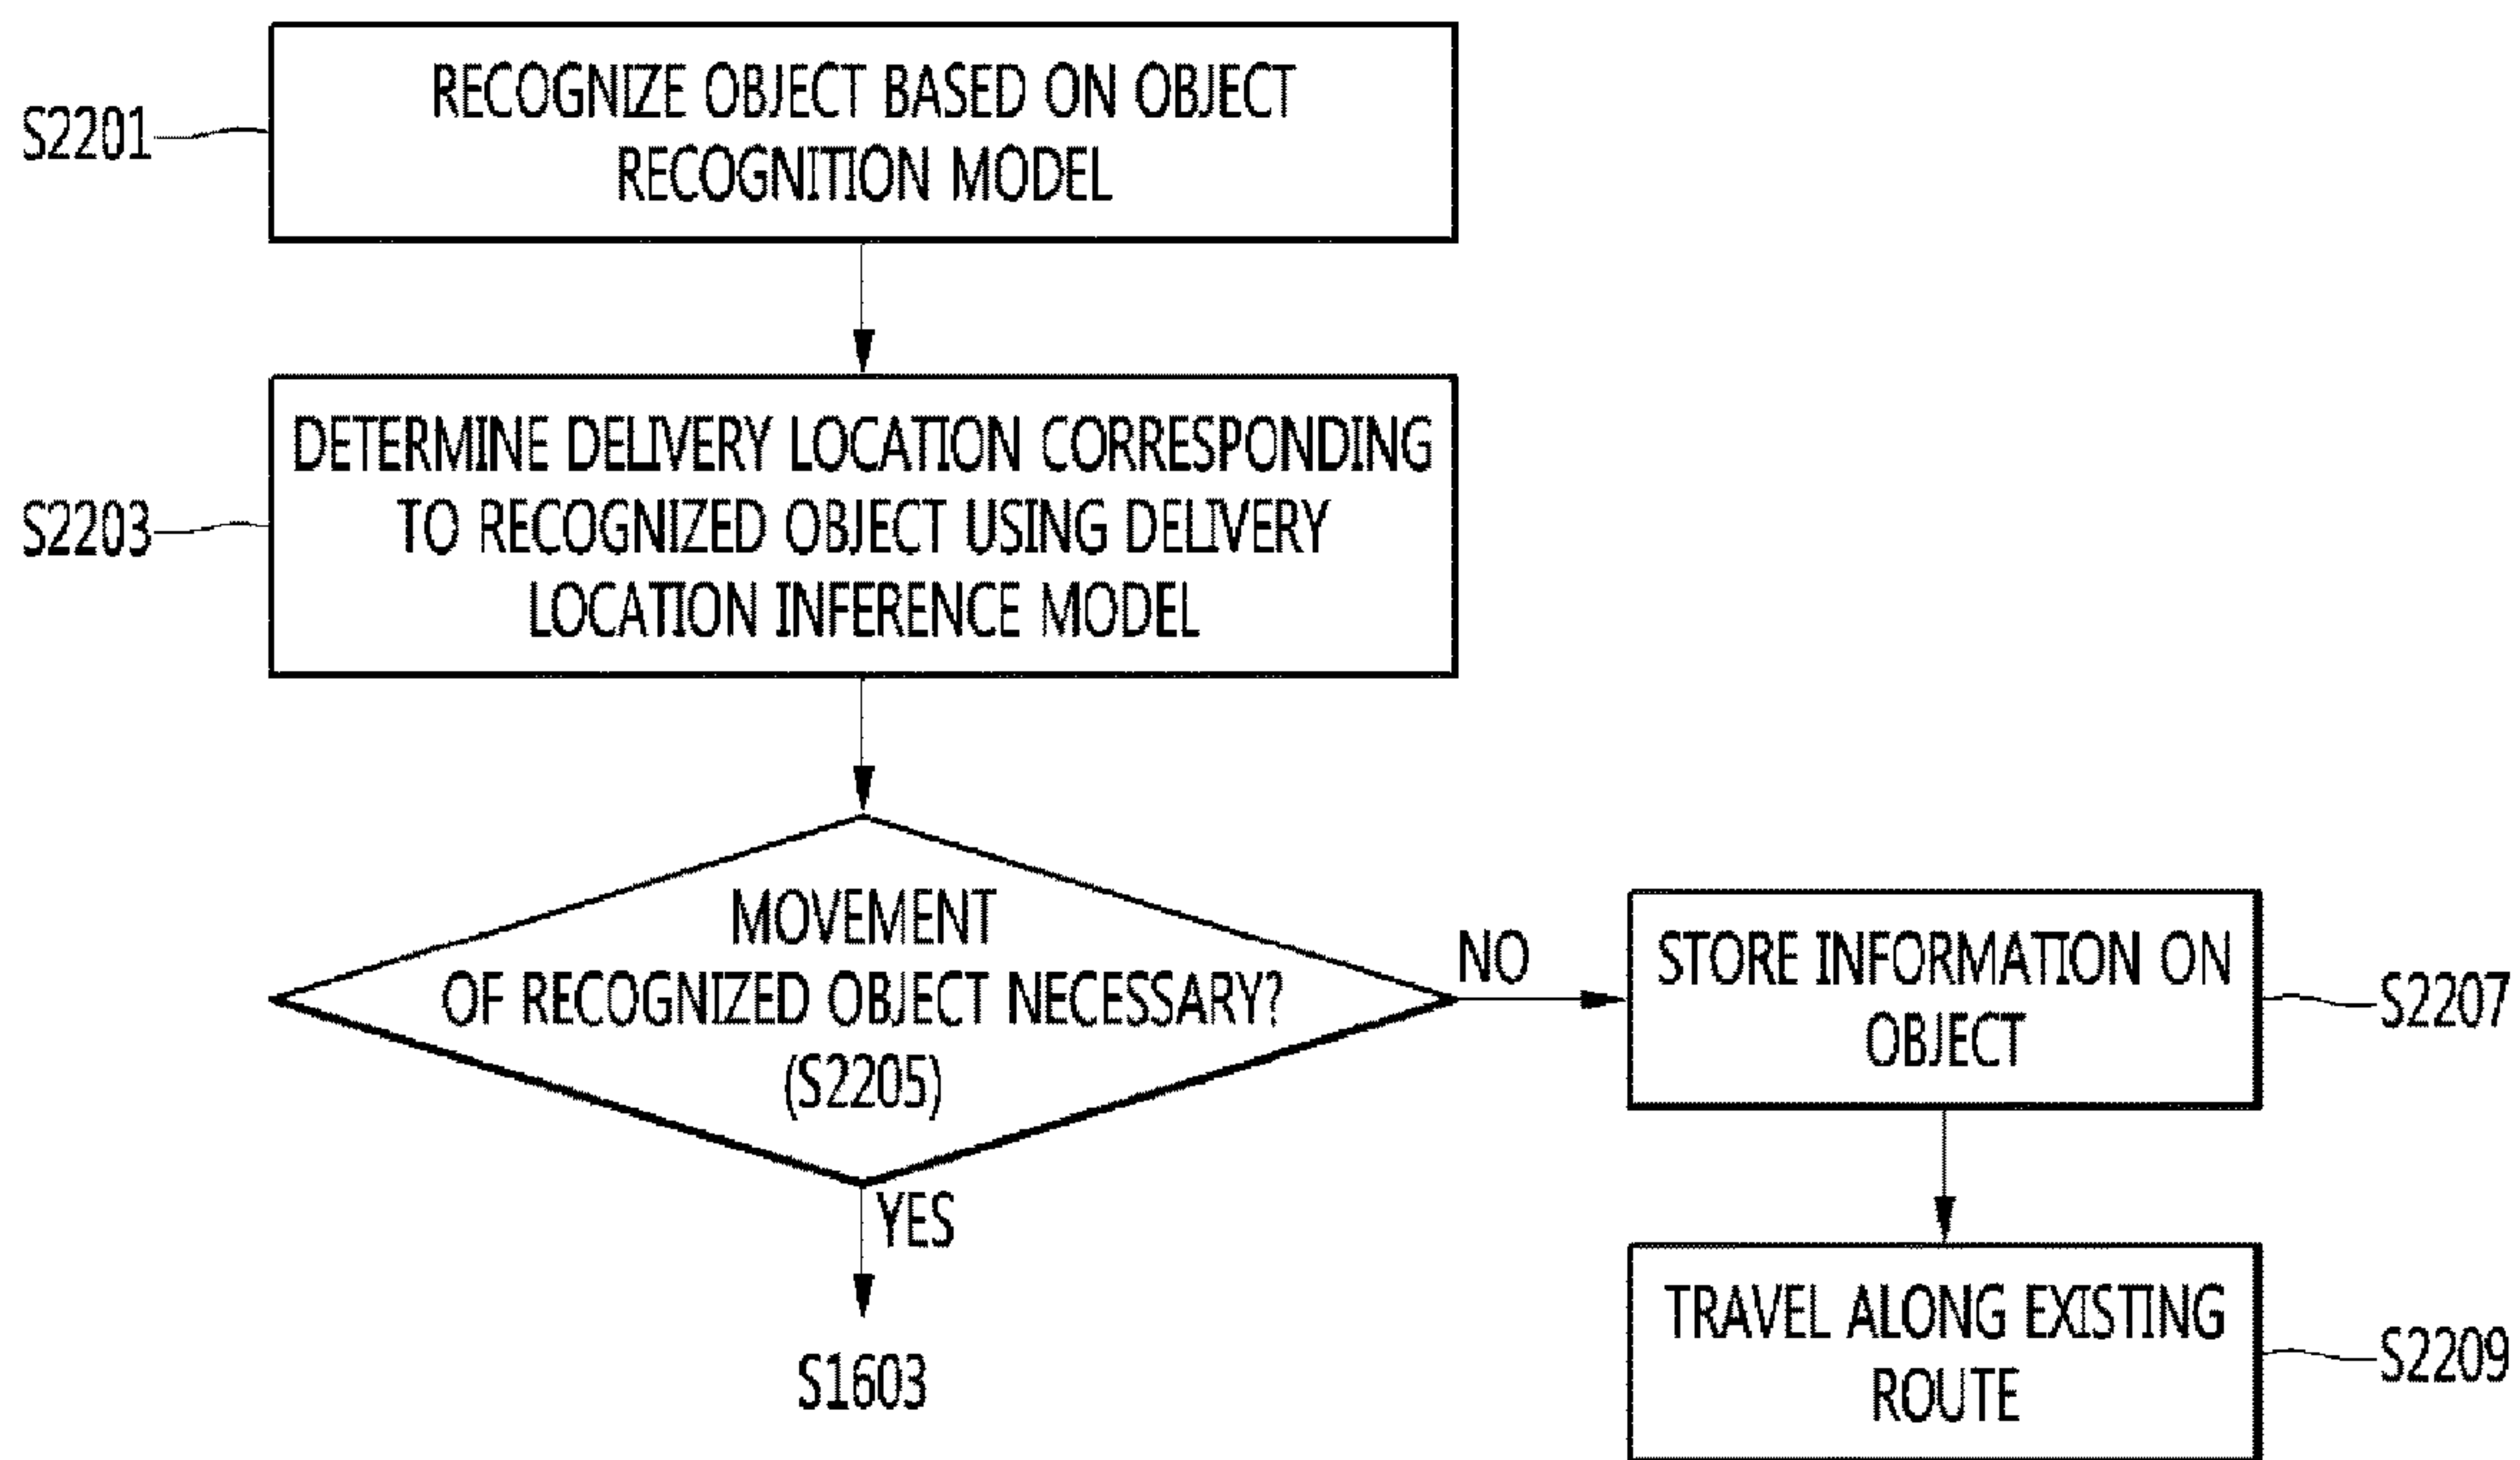 S2201
RECOGNIZE OBJECT BASED ON OBJECT
RECOGNITION MODEL
S2203
DETERMINE DELIVERY LOCATION CORRESPONDING
TO RECOGNIZED OBJECT USING DELIVERY
LOCATION INFERENCE MODEL
MOVEMENT
OF RECOGNIZED OBJECT NECESSARY?
(S2205)
NO
YES
S1603
STORE INFORMATION ON
OBJECT
S2207
TRAVEL ALONG EXISTING
ROUTE
S2209